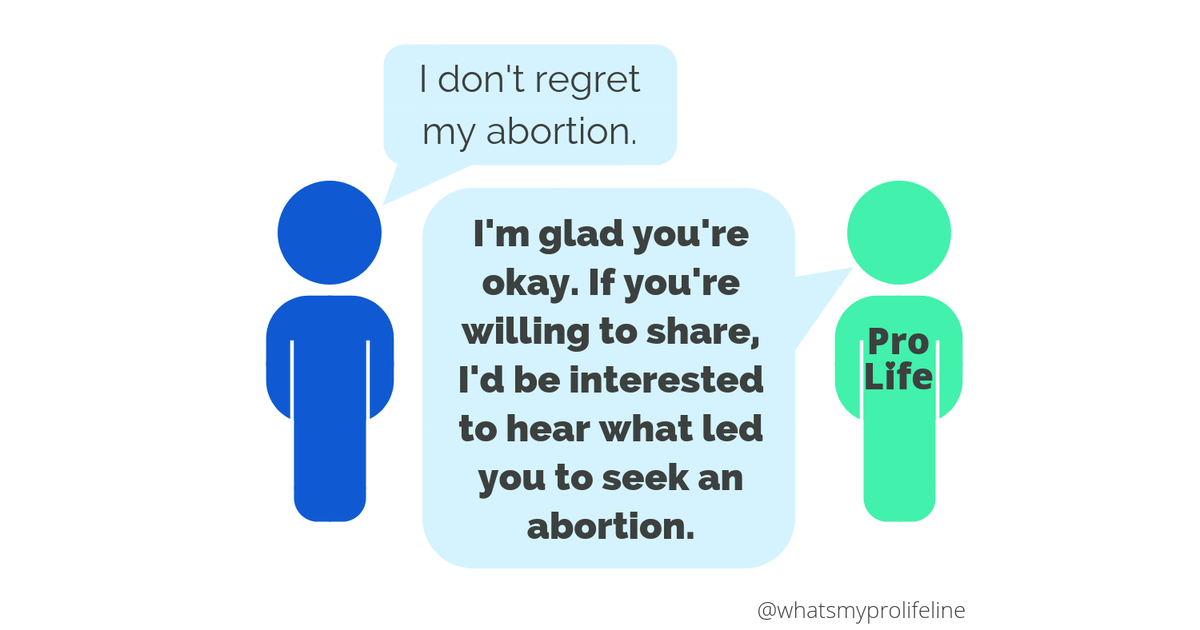 I don't regret
my abortion.
I'm glad you're
okay. If you're
willing to share,
I'd be interested
to hear what led
you to seek an
abortion.
Pro
Life
@whatsmyprolifeline